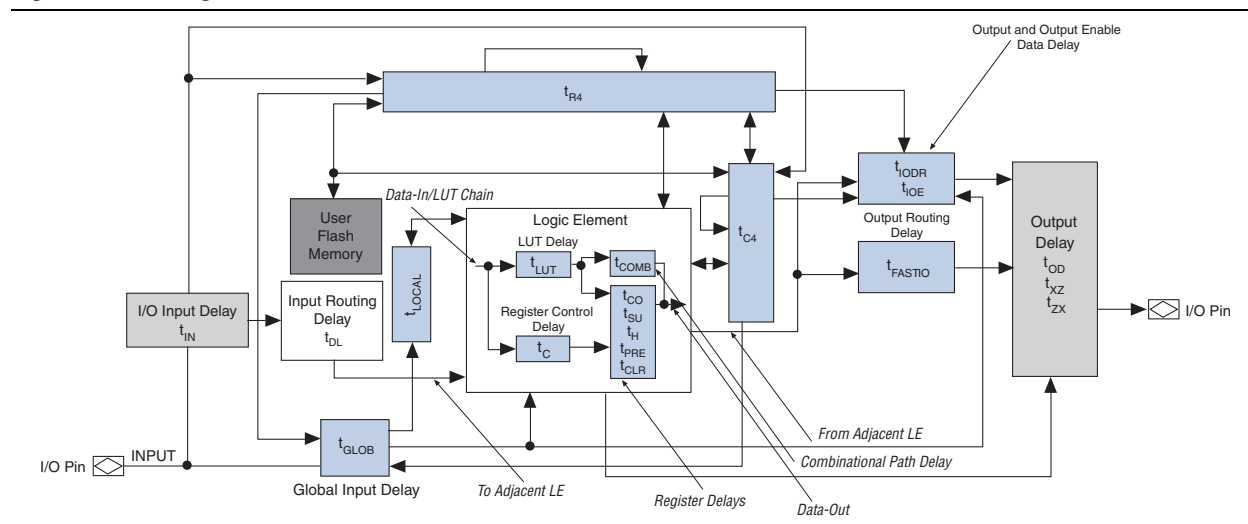 Output and Output Enable
Data Delay
tR4
tIODR
tIOE
Data-In/LUT Chain
User
Flash
Memory
Logic Element
tC4
Output Routing
Delay
Output
Delay
tOD
tXZ
tZX
LUT Delay
tLUT
tCOMB
tLOCAL
tFASTIO
I/O Input Delay
tIN
Input Routing
Delay
tDL
Register Control
Delay
tC
tCO
tSU
tH
tPRE
tCLR
I/O Pin
From Adjacent LE
tGLOB
INPUT
I/O Pin
Combinational Path Delay
Global Input Delay
To Adjacent LE
Register Delays
Data-Out